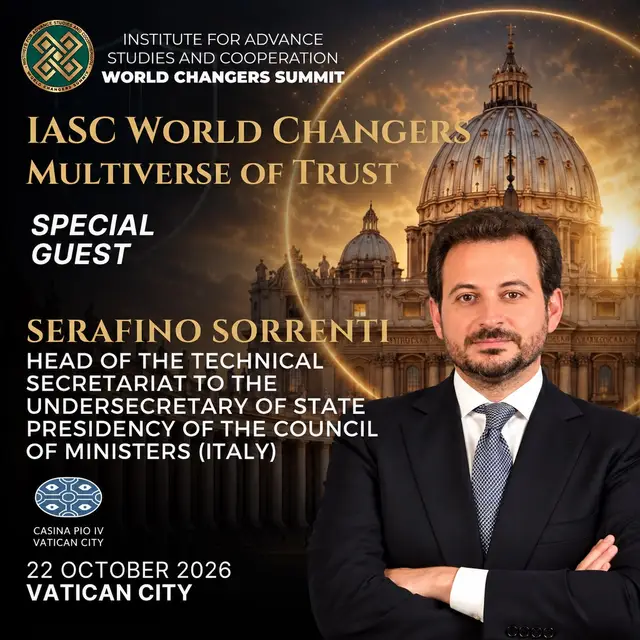 INSTITUTE FOR ADVANCE
STUDIES AND COOPERATION
WORLD CHANGERS SUMMIT
IASC WORLD CHANGERS
MULTIVERSE OF TRUST
SPECIAL
GUEST
SERAFINO SORRENTI
HEAD OF THE TECHNICAL
SECRETARIAT TO THE
UNDERSECRETARY OF STATE
PRESIDENCY OF THE COUNCIL
OF MINISTERS (ITALY)
CASINA PIO IV
VATICAN CITY
22 OCTOBER 2026
VATICAN CITY